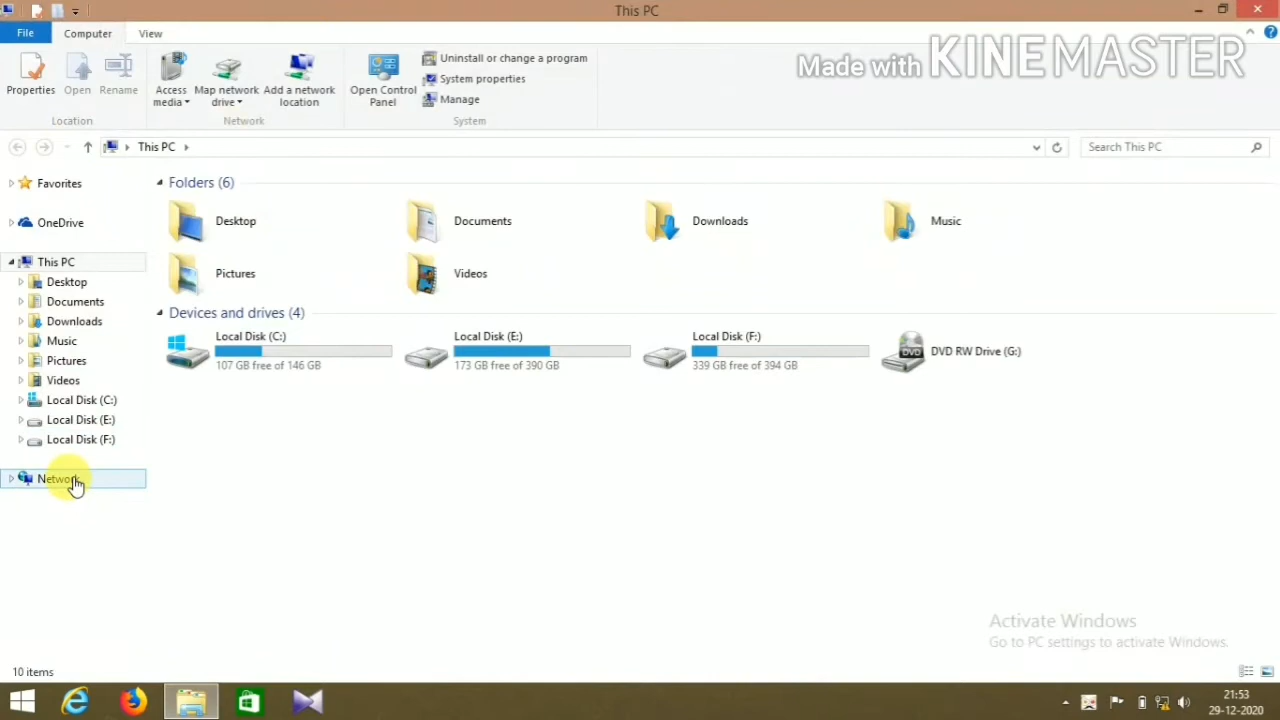 This PC
File
Computer
View
Made with KINEMASTER
Properties
Open
Rename
Access media
Map network drive
Add a network location
Open Control Panel
Uninstall or change a program
System properties
Manage
Location
Network
System
This PC
Search This PC
Favorites
OneDrive
This PC
Desktop
Documents
Downloads
Music
Pictures
Videos
Local Disk (C:)
Local Disk (E:)
Local Disk (F:)
Network
Folders (6)
Desktop
Documents
Downloads
Music
Pictures
Videos
Devices and drives (4)
Local Disk (C:)
107 GB free of 146 GB
Local Disk (E:)
173 GB free of 390 GB
Local Disk (F:)
339 GB free of 394 GB
DVD
DVD RW Drive (G:)
Activate Windows
Go to PC settings to activate Windows.
10 items
21:53
29-12-2020